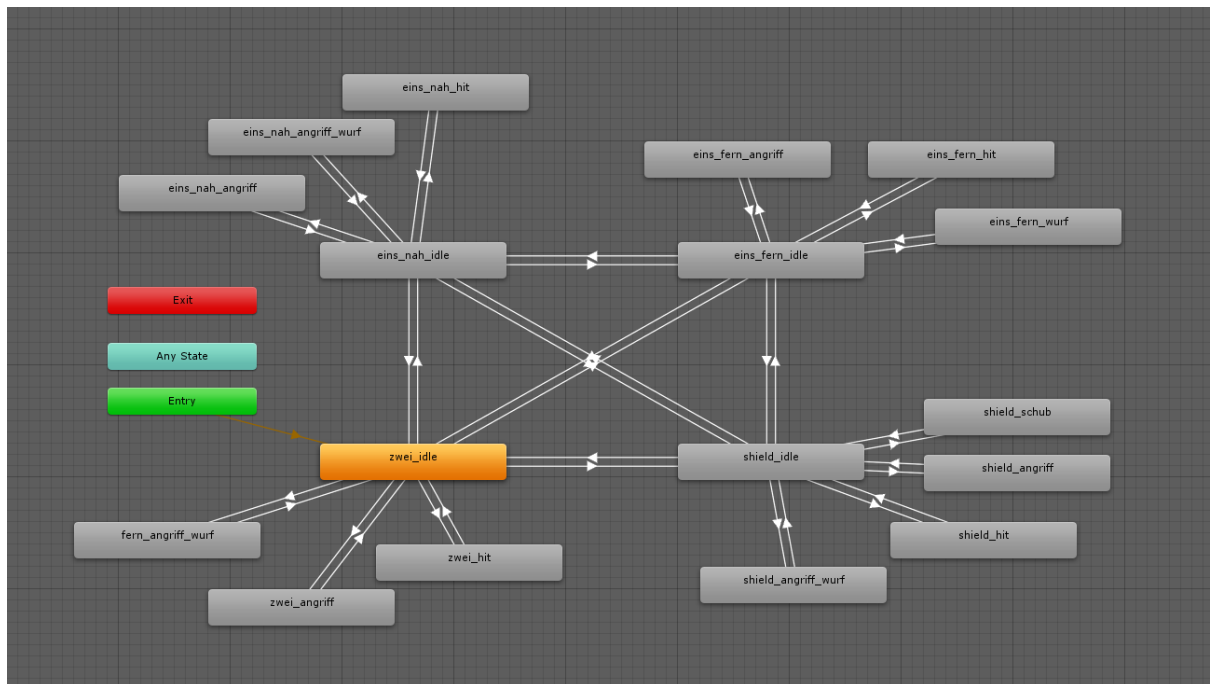 eins_nah_hit
eins_nah_angriff_wurf
eins_fern_angriff
eins_fern_hit
eins_nah_angriff
eins_fern_wurf
eins_nah_idle
eins_fern_idle
Exit
Any State
Entry
shield_schub
zwei_idle
shield_idle
shield_angriff
fern_angriff_wurf
shield_hit
zwei_hit
shield_angriff_wurf
zwei_angriff